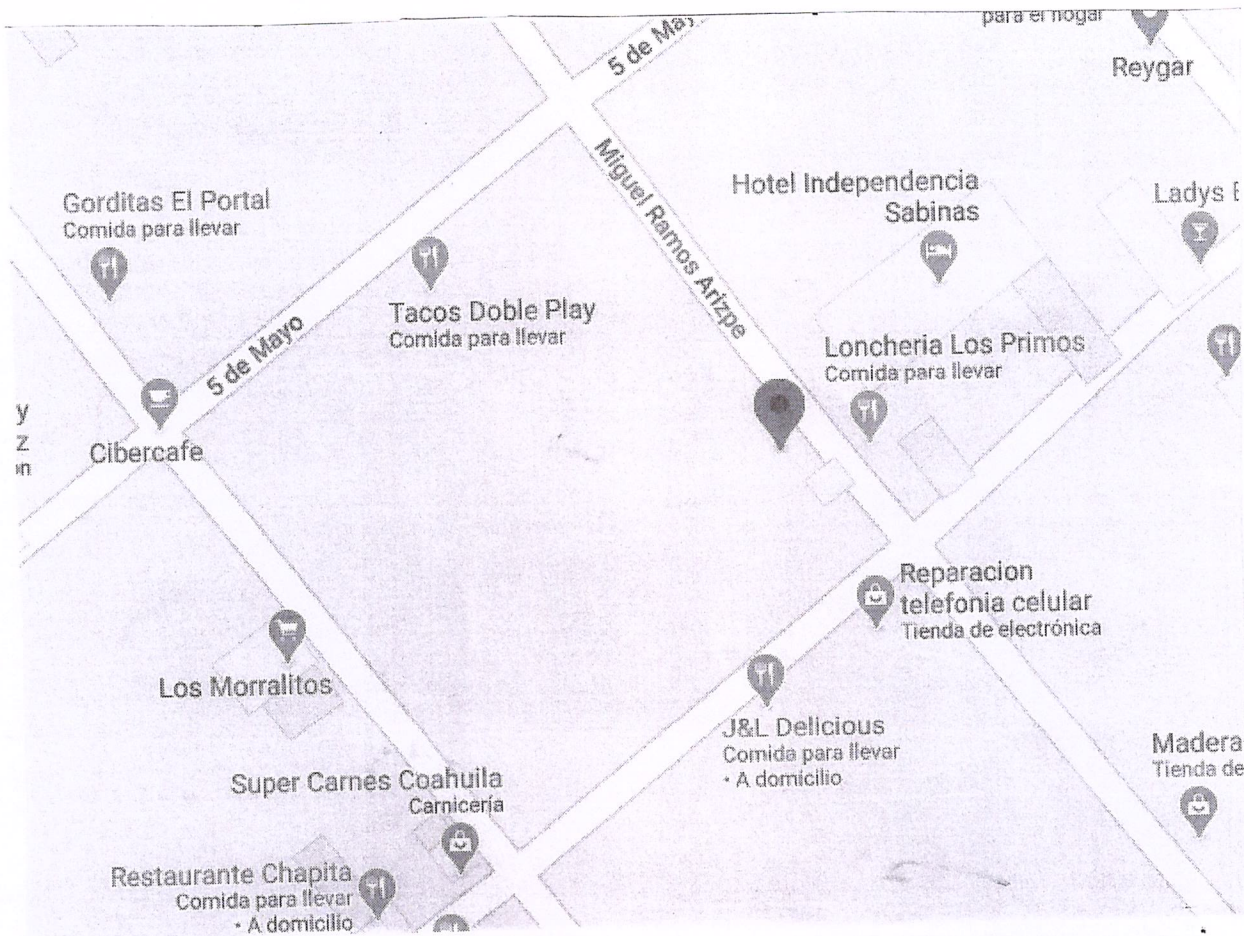 5 de May
para el hogar
Reygar
Miguel Ramos Arizpe
Hotel Independencia
Sabinas
Ladys
Gorditas El Portal
Comida para llevar
Tacos Doble Play
Comida para llevar
5 de Mayo
Loncheria Los Primos
Comida para llevar
y
z
ón
Cibercafe
Reparacion
telefonia celular
Tienda de electrónica
Los Morralitos
J&L Delicious
Comida para llevar
• A domicilio
Madera
Tienda de
Super Carnes Coahuila
Carnicería
Restaurante Chapita
Comida para llevar
• A domicilio